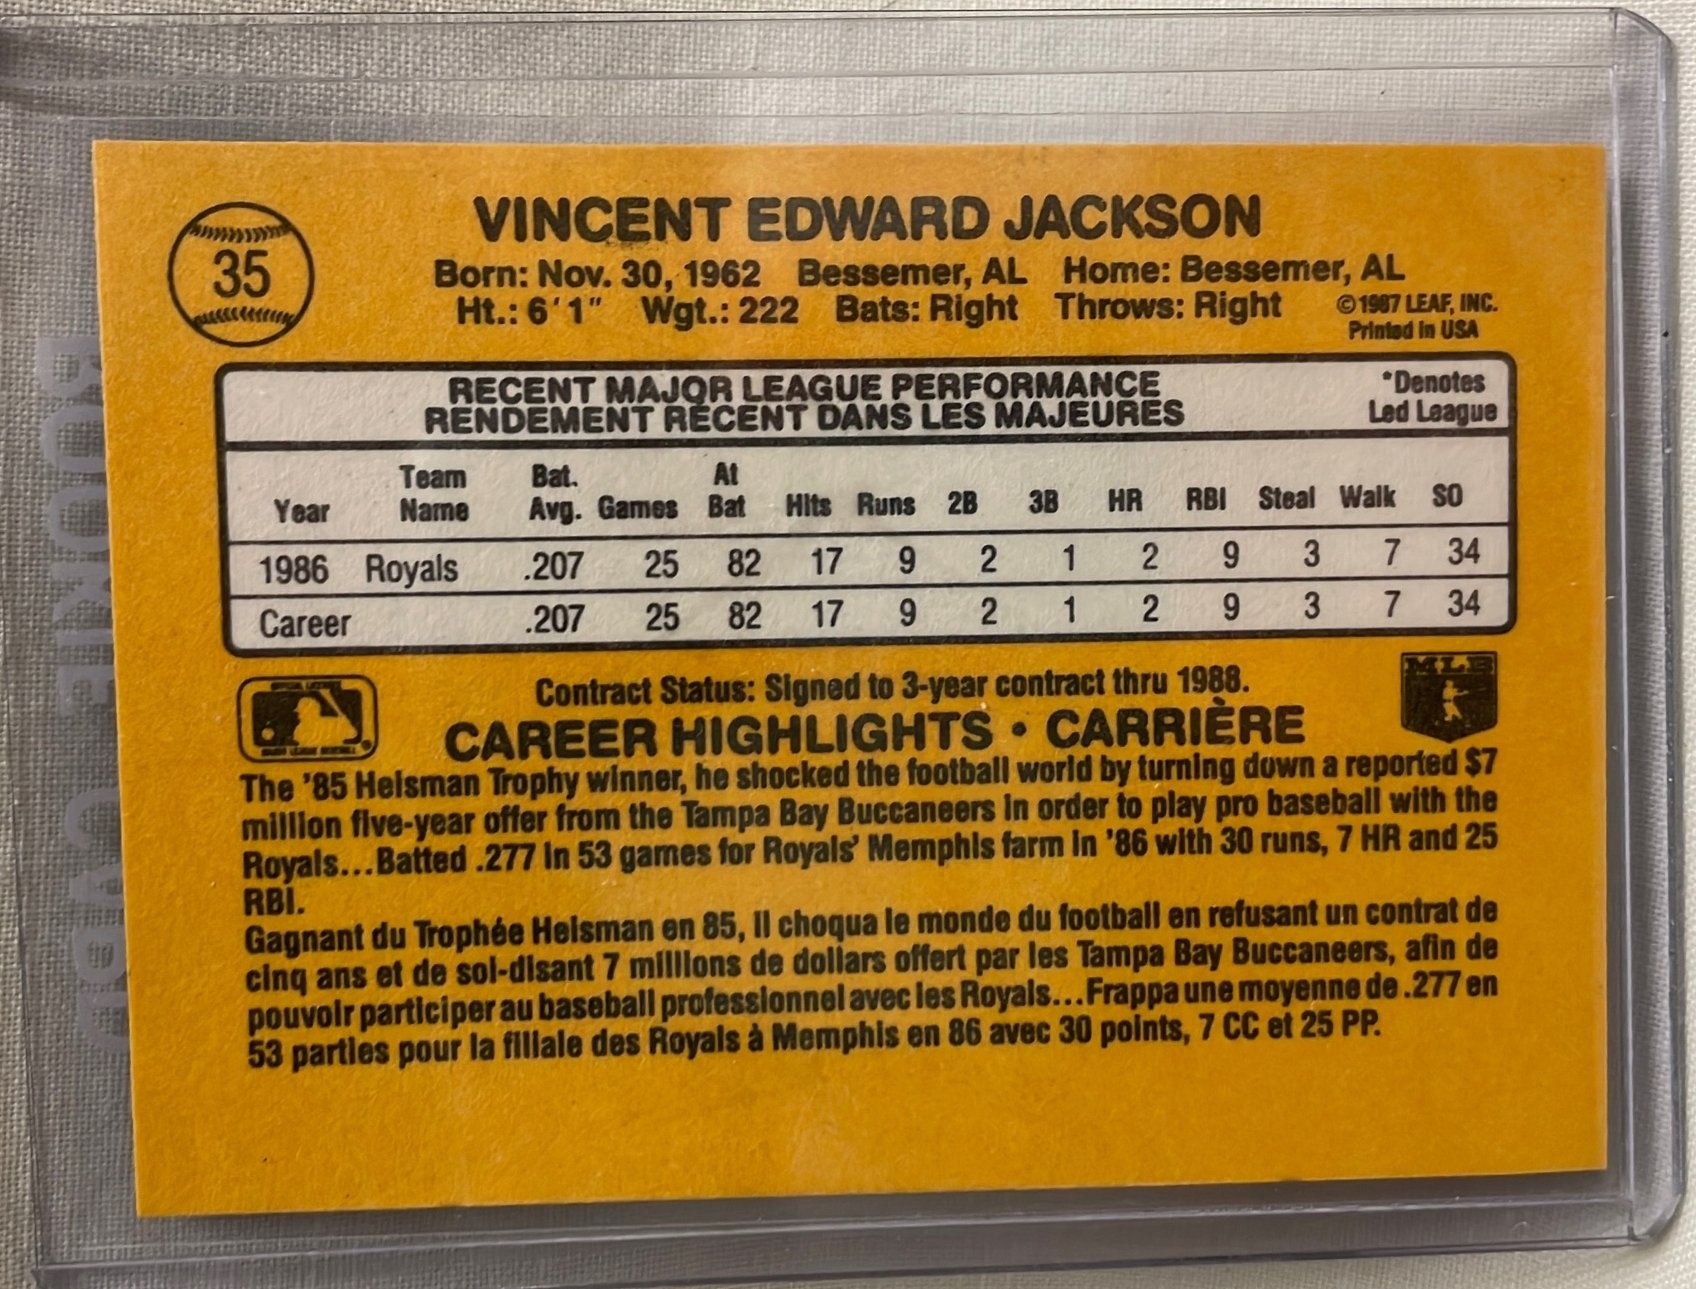 35
VINCENT EDWARD JACKSON
Born: Nov. 30, 1962 Bessemer, AL Home: Bessemer, AL
Ht.: 6'1" Wgt.: 222 Bats: Right Throws: Right
©1987 LEAF, INC.
Printed in USA
RECENT MAJOR LEAGUE PERFORMANCE
RENDEMENT RÉCENT DANS LES MAJEURES
*Denotes
Led League
Year Team Name Bat. Avg. Games At Bat Hits Runs 2B 3B HR RBI Steal Walk SO
1986 Royals .207 25 82 17 9 2 1 2 9 3 7 34
Career .207 25 82 17 9 2 1 2 9 3 7 34
Contract Status: Signed to 3-year contract thru 1988.
MLB
CAREER HIGHLIGHTS • CARRIÈRE
The '85 Heisman Trophy winner, he shocked the football world by turning down a reported $7
million five-year offer from the Tampa Bay Buccaneers in order to play pro baseball with the
Royals...Batted .277 in 53 games for Royals' Memphis farm in '86 with 30 runs, 7 HR and 25
RBI.
Gagnant du Trophée Heisman en 85, il choqua le monde du football en refusant un contrat de
cinq ans et de soi-disant 7 millions de dollars offert par les Tampa Bay Buccaneers, afin de
pouvoir participer au baseball professionnel avec les Royals...Frappa une moyenne de .277 en
53 parties pour la filiale des Royals à Memphis en 86 avec 30 points, 7 CC et 25 PP.
ROOKIE CARD